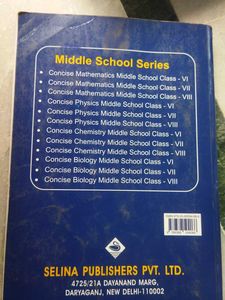 Middle School Series
• Concise Mathematics Middle School Class - VI
• Concise Mathematics Middle School Class - VII
• Concise Mathematics Middle School Class - VIII
• Concise Physics Middle School Class - VI
• Concise Physics Middle School Class - VII
• Concise Physics Middle School Class - VIII
• Concise Chemistry Middle School Class - VI
• Concise Chemistry Middle School Class - VII
• Concise Chemistry Middle School Class - VIII
• Concise Biology Middle School Class - VI
• Concise Biology Middle School Class - VII
• Concise Biology Middle School Class - VIII
SELINA PUBLISHERS PVT. LTD.
4725/21A DAYANAND MARG,
DARYAGANJ, NEW DELHI-110002